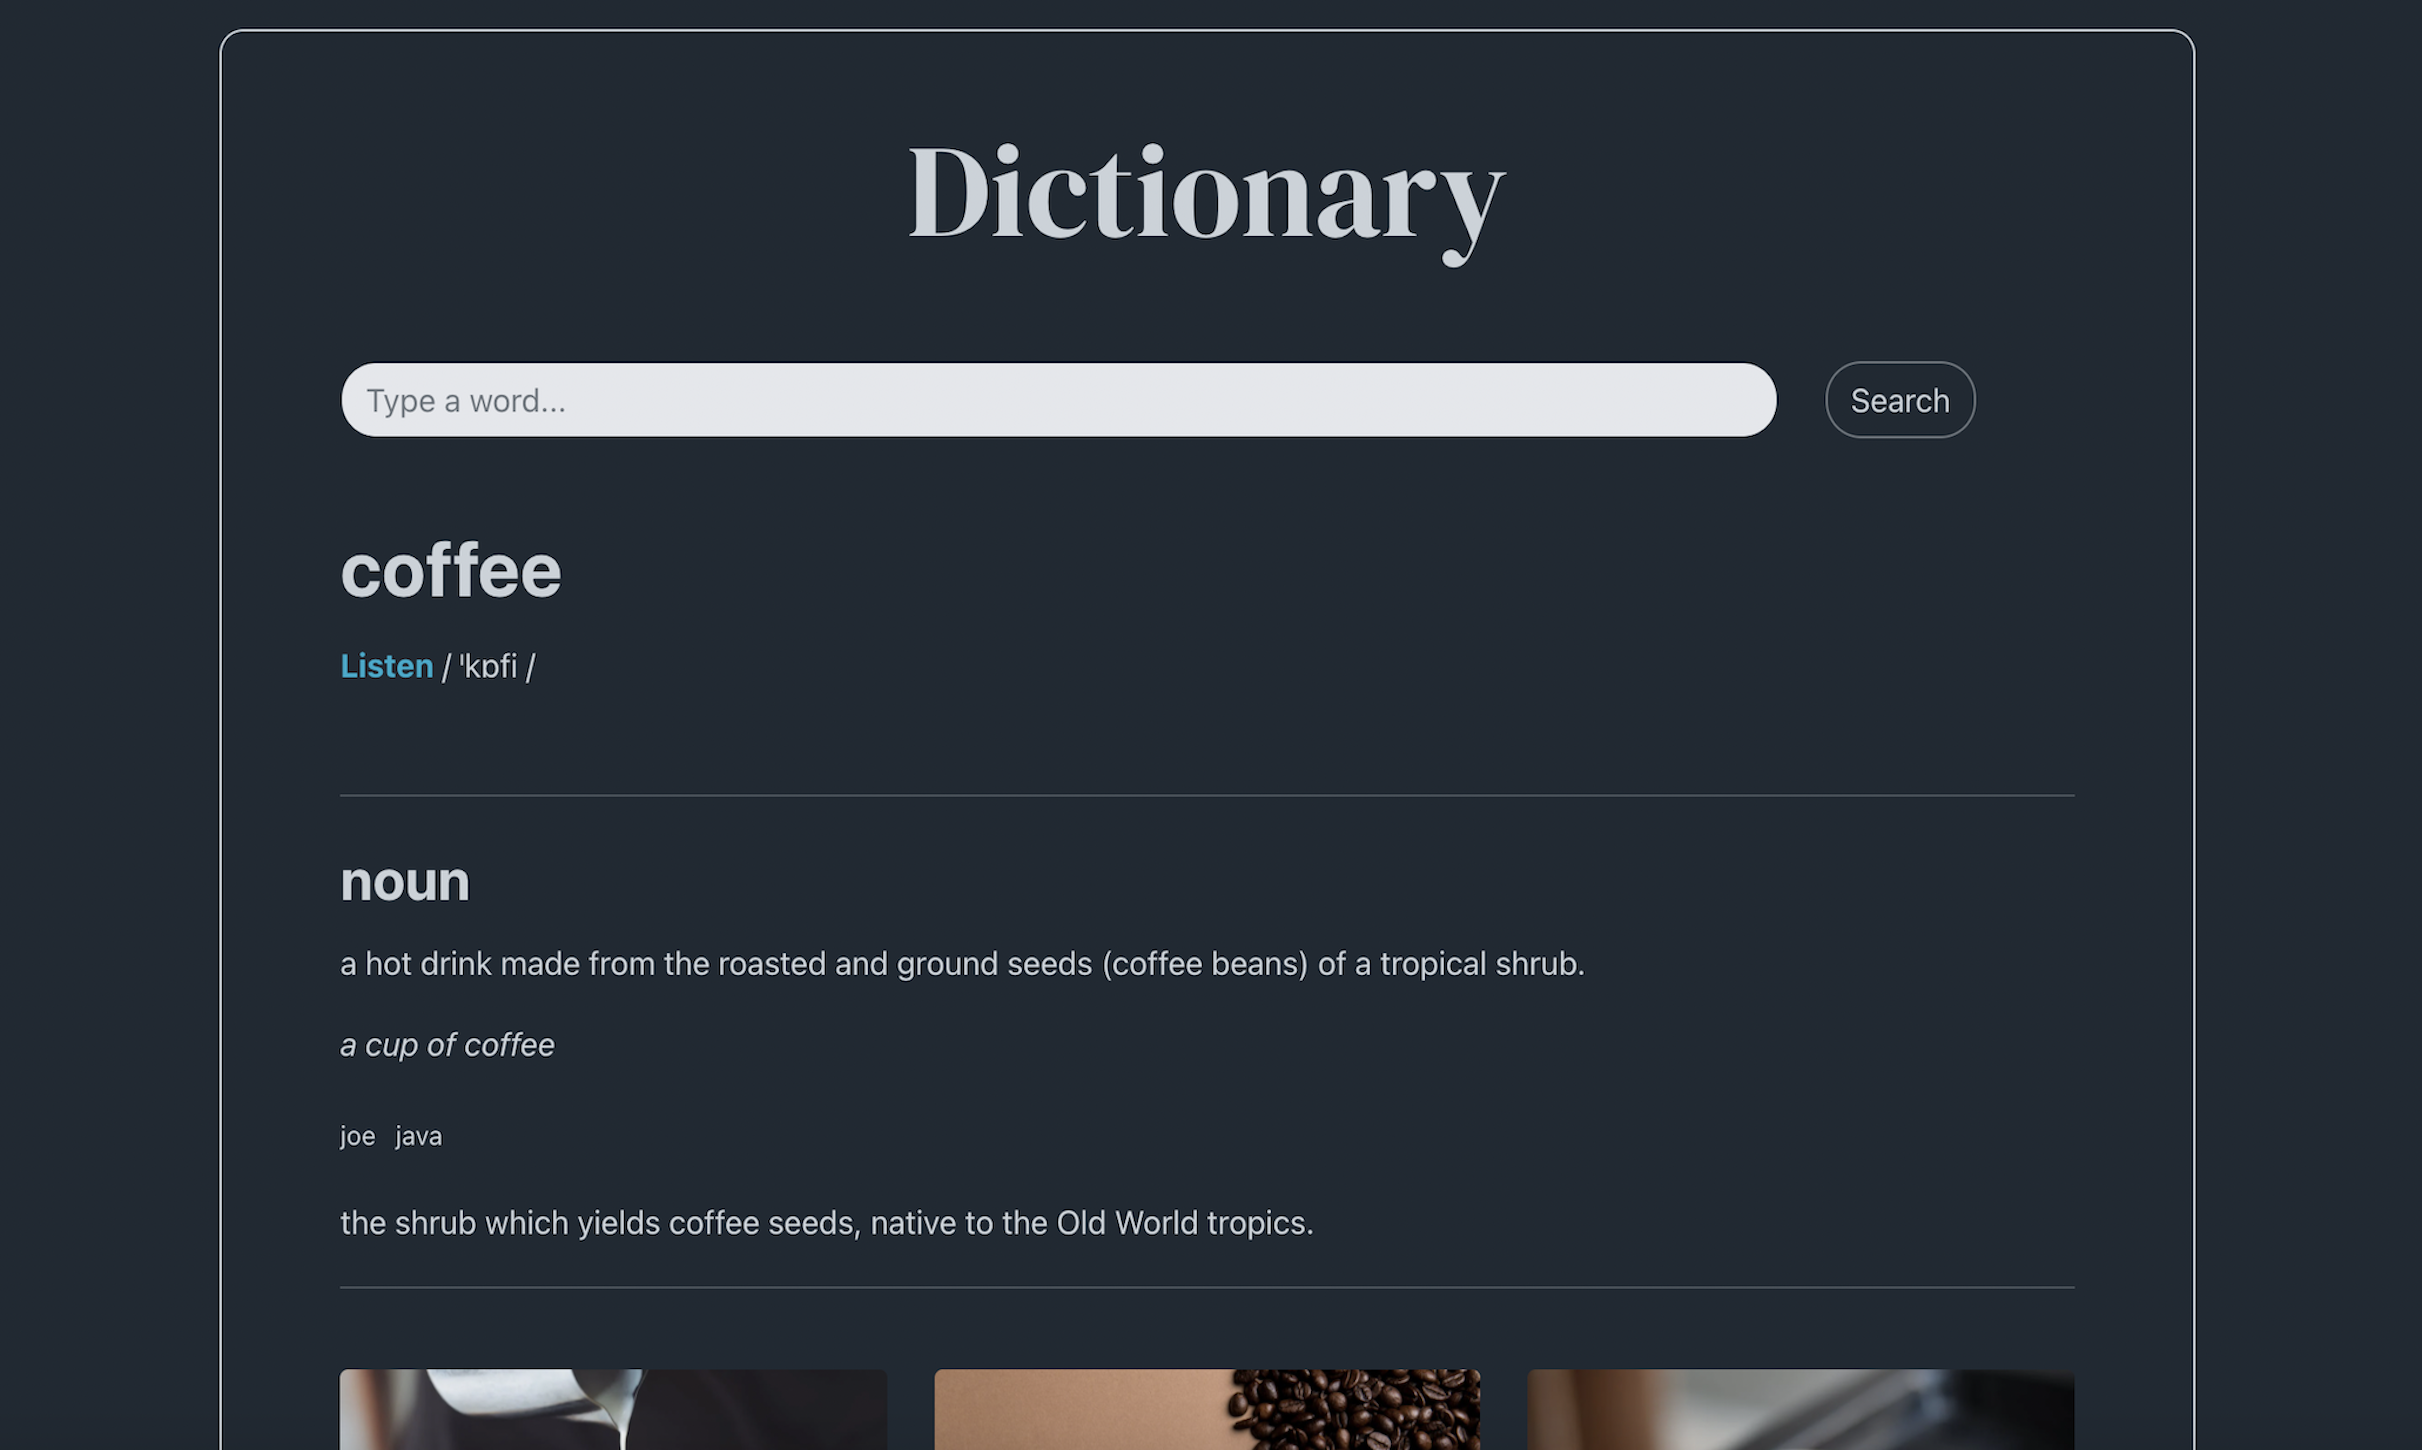 Dictionary
Type a word...
Search
coffee
Listen / ˈkɒfi /
noun
a hot drink made from the roasted and ground seeds (coffee beans) of a tropical shrub.
a cup of coffee
joe java
the shrub which yields coffee seeds, native to the Old World tropics.